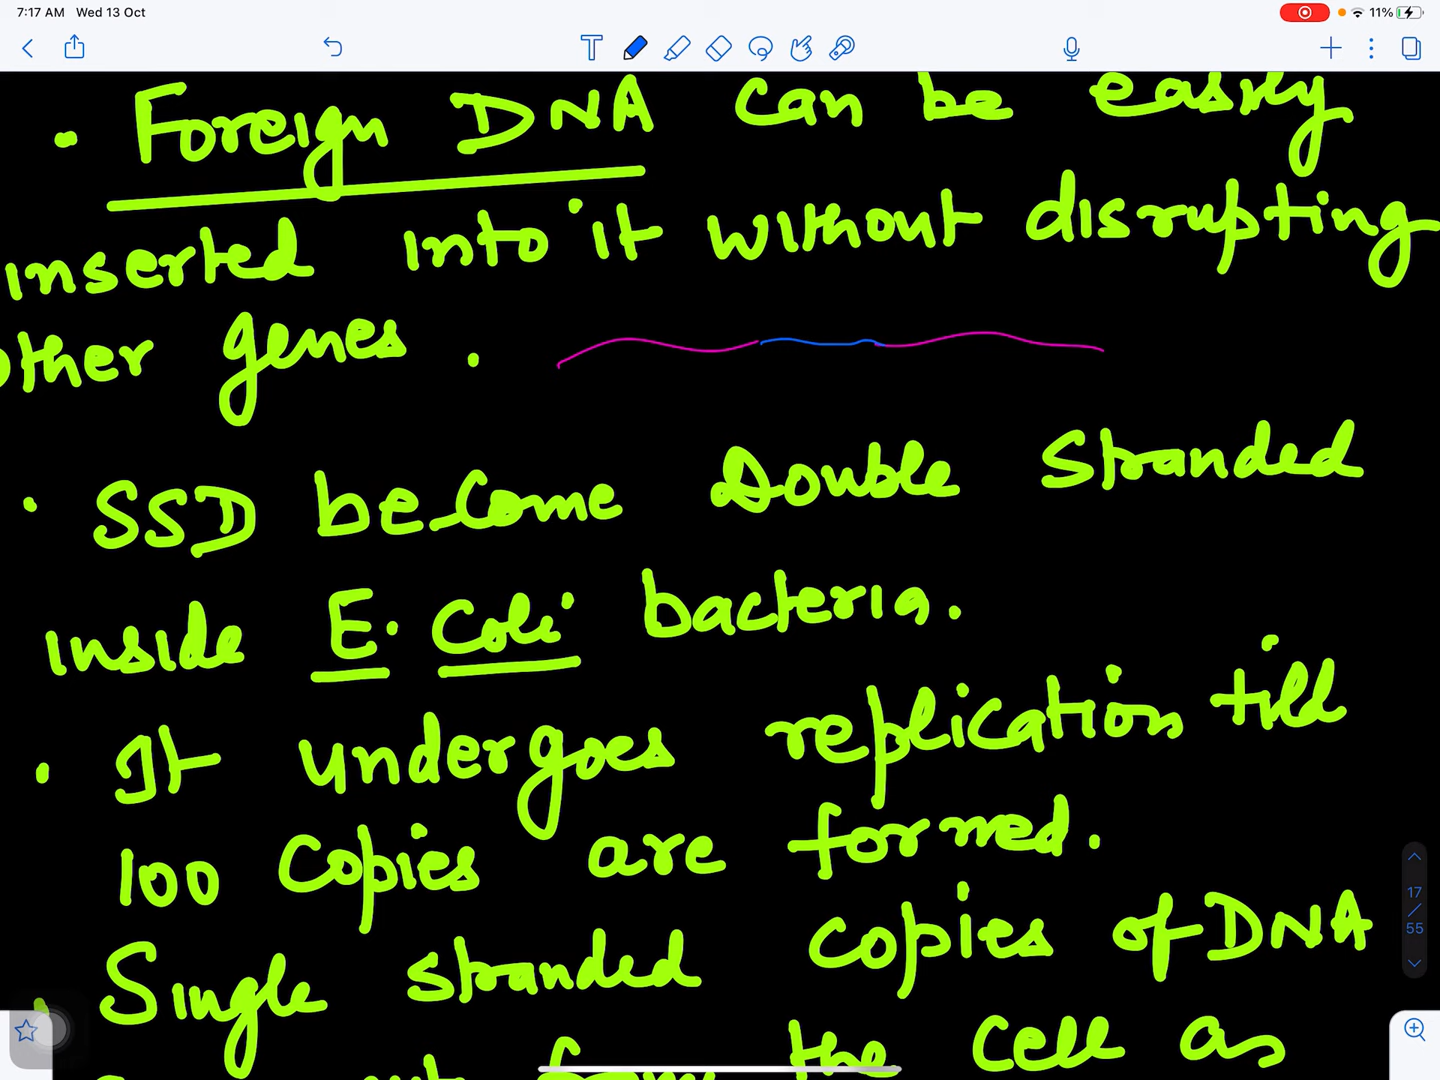 7:17 AM Wed 13 Oct
11%
• Foreign DNA can be easily
inserted into it without disrupting
other genes.
• SSD become Double Stranded
inside E. Coli bacteria.
• It undergoes replication till
100 Copies are formed.
• Single stranded copies of DNA
the cell as
17
/
55